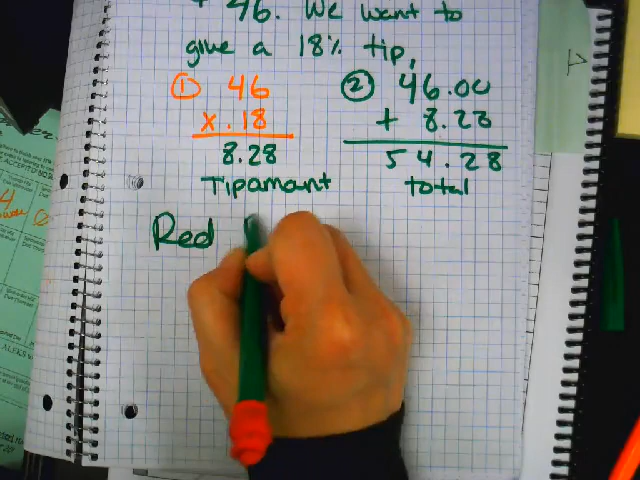 46. We want to
give a 18% tip.
① 46
x .18
8.28
Tipamant
② 46.00
+ 8.28
54.28
total
Red